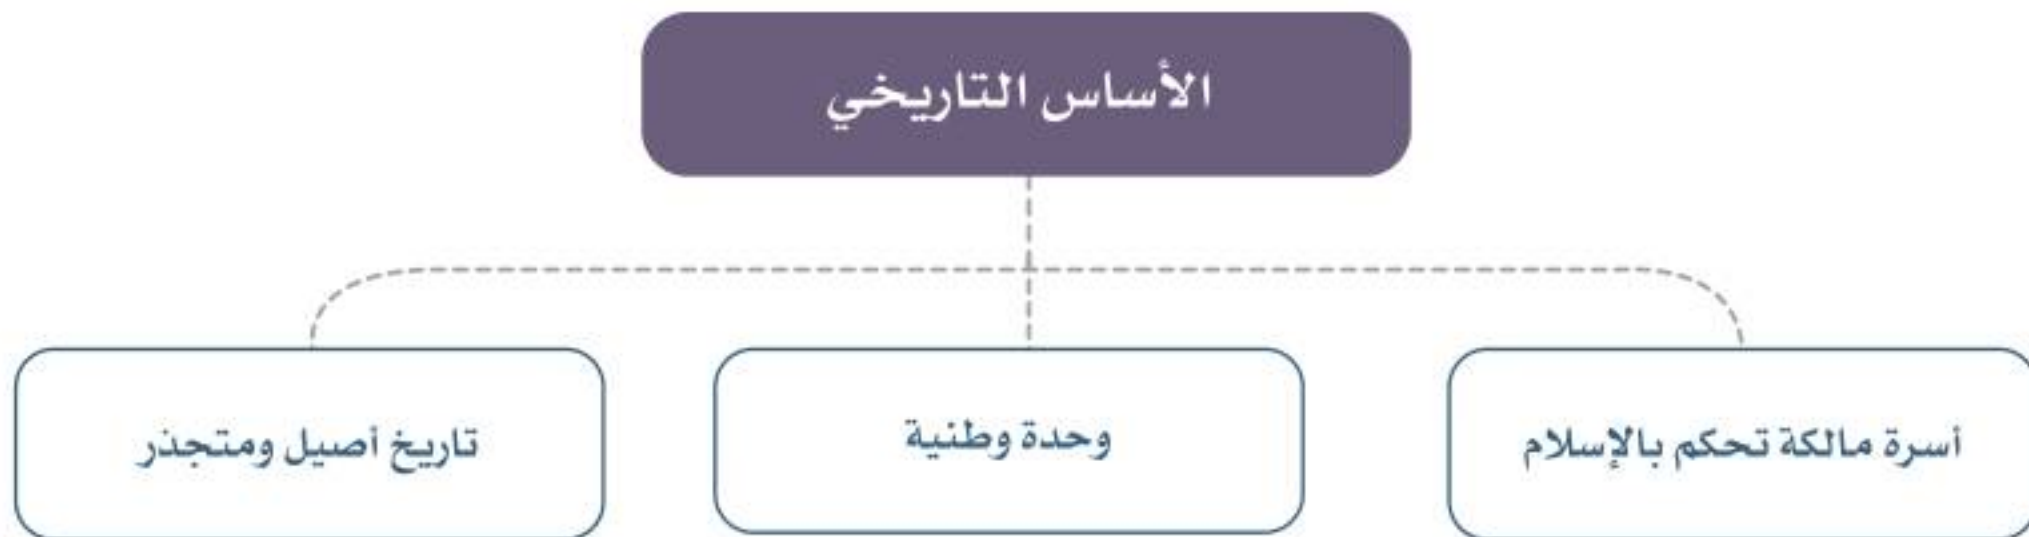 الأساس التاريخي
أسرة مالكة تحكم بالإسلام
وحدة وطنية
تاريخ أصيل ومتجذر